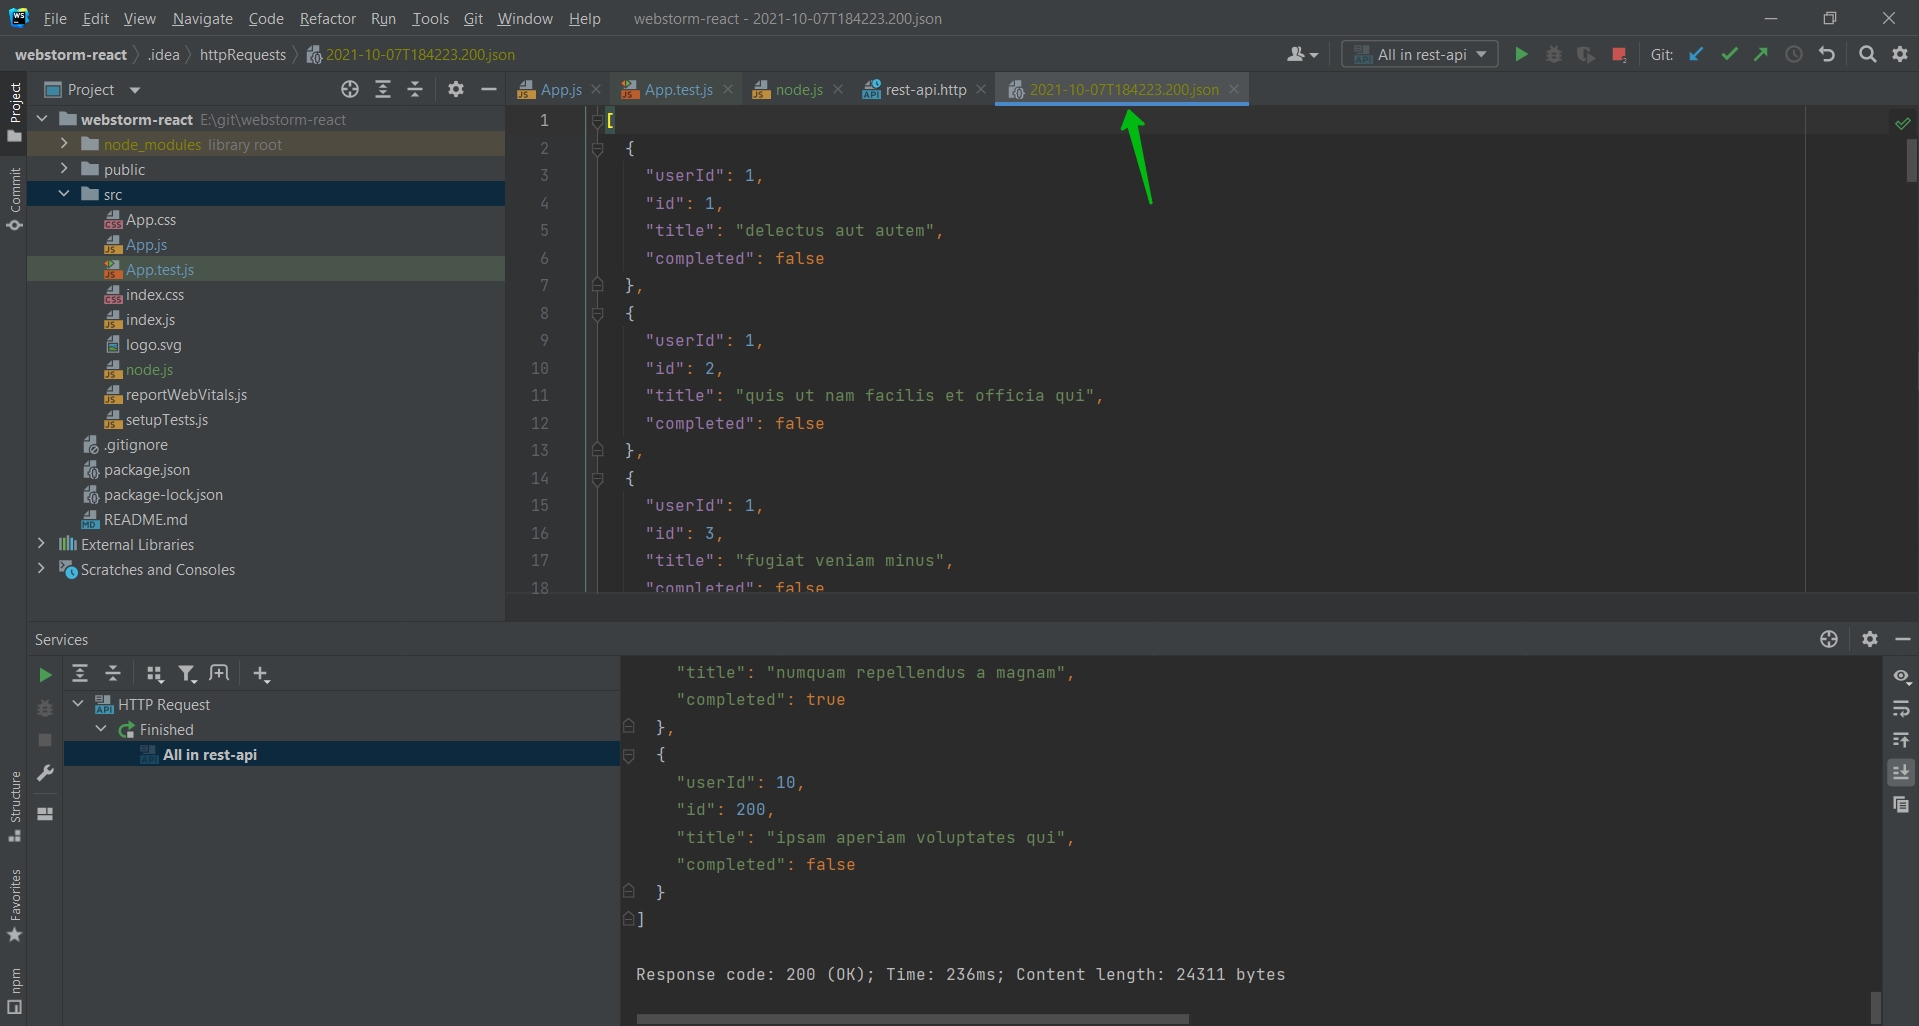 File Edit View Navigate Code Refactor Run Tools Git Window Help webstorm-react - 2021-10-07T184223.200.json
webstorm-react .idea httpRequests 2021-10-07T184223.200.json All in rest-api Git:
Project
App.js App.test.js node.js rest-api.http 2021-10-07T184223.200.json
Project
Commit
Structure
Favorites
npm
webstorm-react E:\git\webstorm-react
node_modules library root
public
src
App.css
App.js
App.test.js
index.css
index.js
logo.svg
node.js
reportWebVitals.js
setupTests.js
.gitignore
package.json
package-lock.json
README.md
External Libraries
Scratches and Consoles
1 [
2 {
3 "userId": 1,
4 "id": 1,
5 "title": "delectus aut autem",
6 "completed": false
7 },
8 {
9 "userId": 1,
10 "id": 2,
11 "title": "quis ut nam facilis et officia qui",
12 "completed": false
13 },
14 {
15 "userId": 1,
16 "id": 3,
17 "title": "fugiat veniam minus",
18 "completed": false
Services
HTTP Request
Finished
All in rest-api
"title": "numquam repellendus a magnam",
"completed": true
},
{
"userId": 10,
"id": 200,
"title": "ipsam aperiam voluptates qui",
"completed": false
}
]
Response code: 200 (OK); Time: 236ms; Content length: 24311 bytes